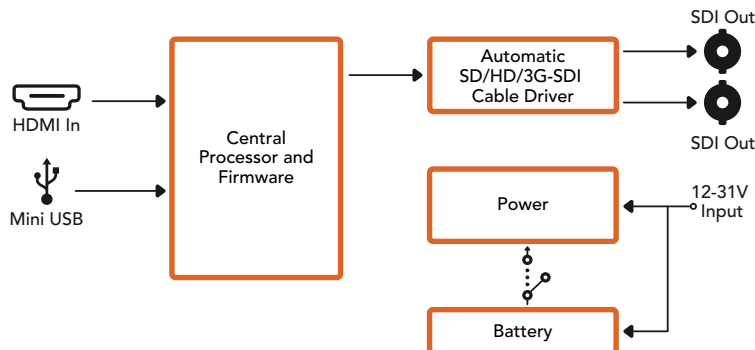 SDI Out
Automatic
SD/HD/3G-SDI
Cable Driver
HDMI In
Central
Processor and
Firmware
SDI Out
Mini USB
Power
12-31V
Input
Battery